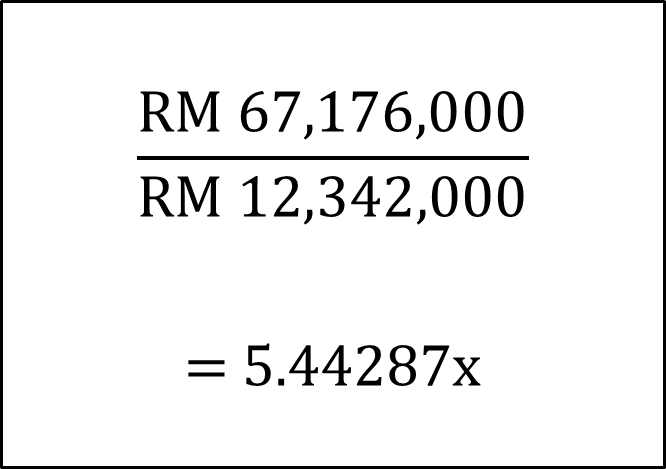 RM 67,176,000
RM 12,342,000
= 5.44287x